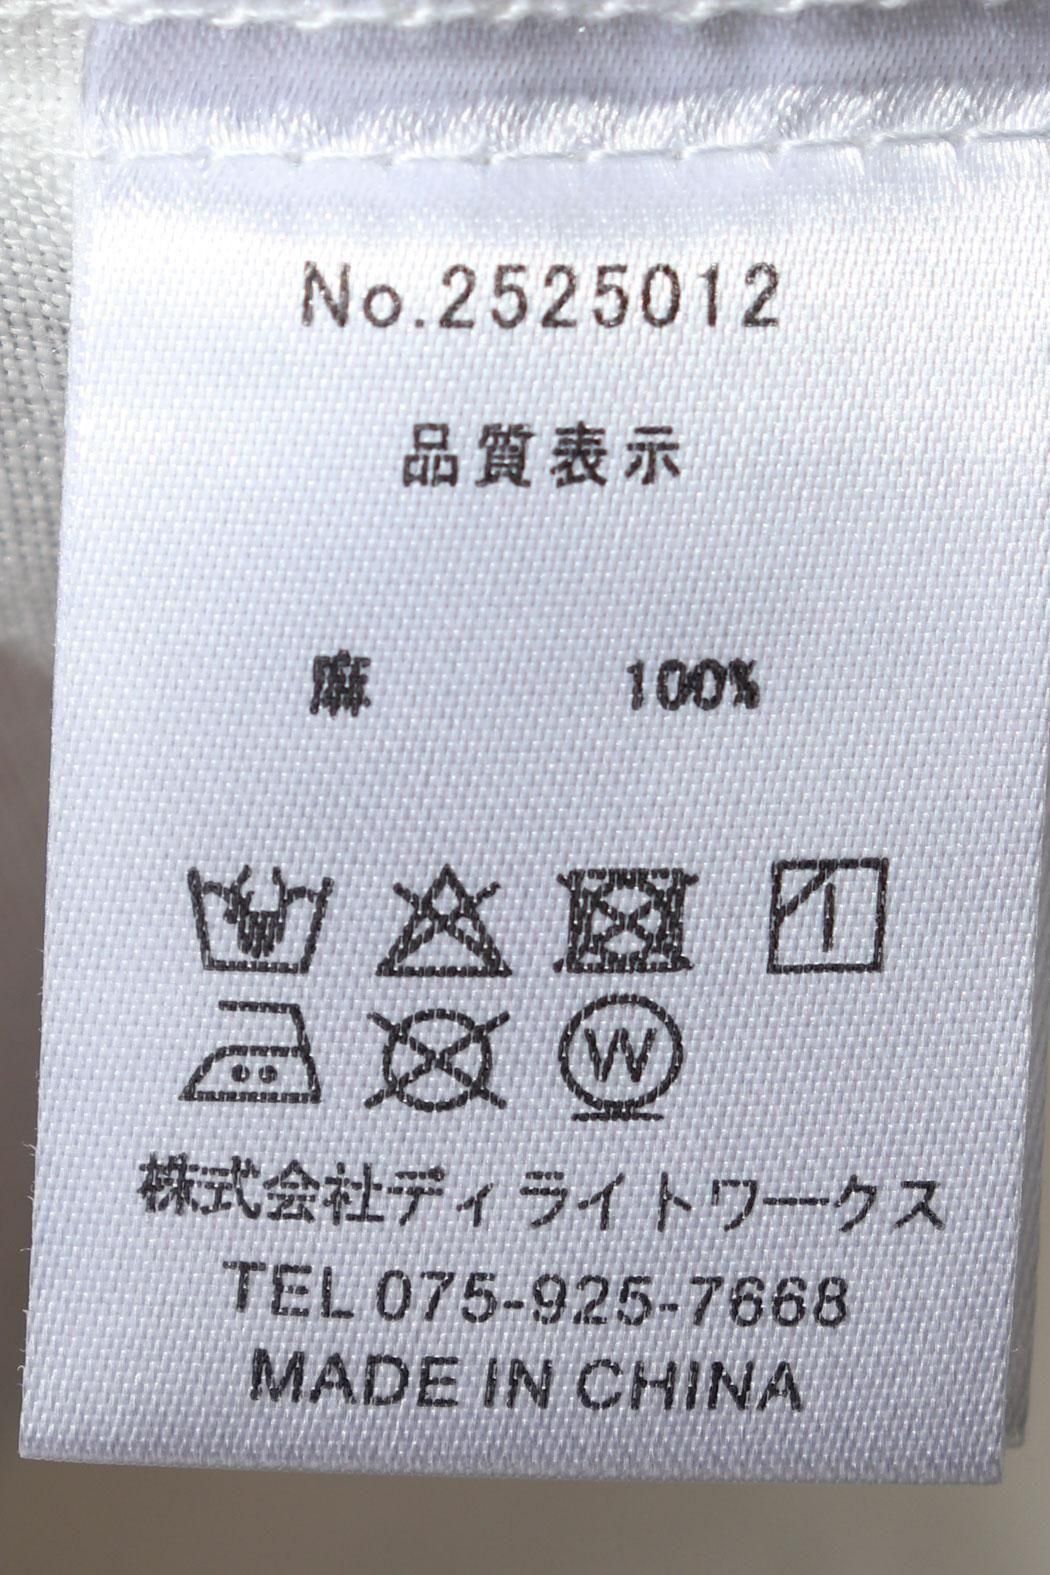 No.2525012
品質表示
麻 100%
W
株式会社ディライトワークス
TEL 075-925-7668
MADE IN CHINA